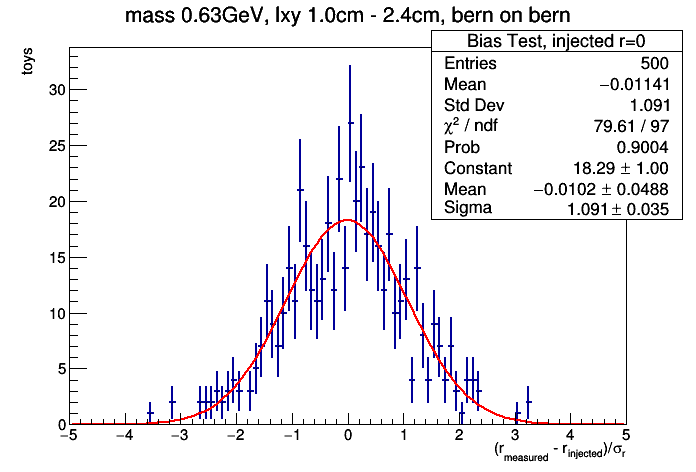 mass 0.63GeV, lxy 1.0cm - 2.4cm, bern on bern
toys
Bias Test, injected r=0
Entries 500
Mean −0.01141
Std Dev 1.091
χ² / ndf 79.61 / 97
Prob 0.9004
Constant 18.29 ± 1.00
Mean −0.0102 ± 0.0488
Sigma 1.091 ± 0.035
30
25
20
15
10
5
0
−5 −4 −3 −2 −1 0 1 2 3 4 5
(r_measured - r_injected)/σ_r